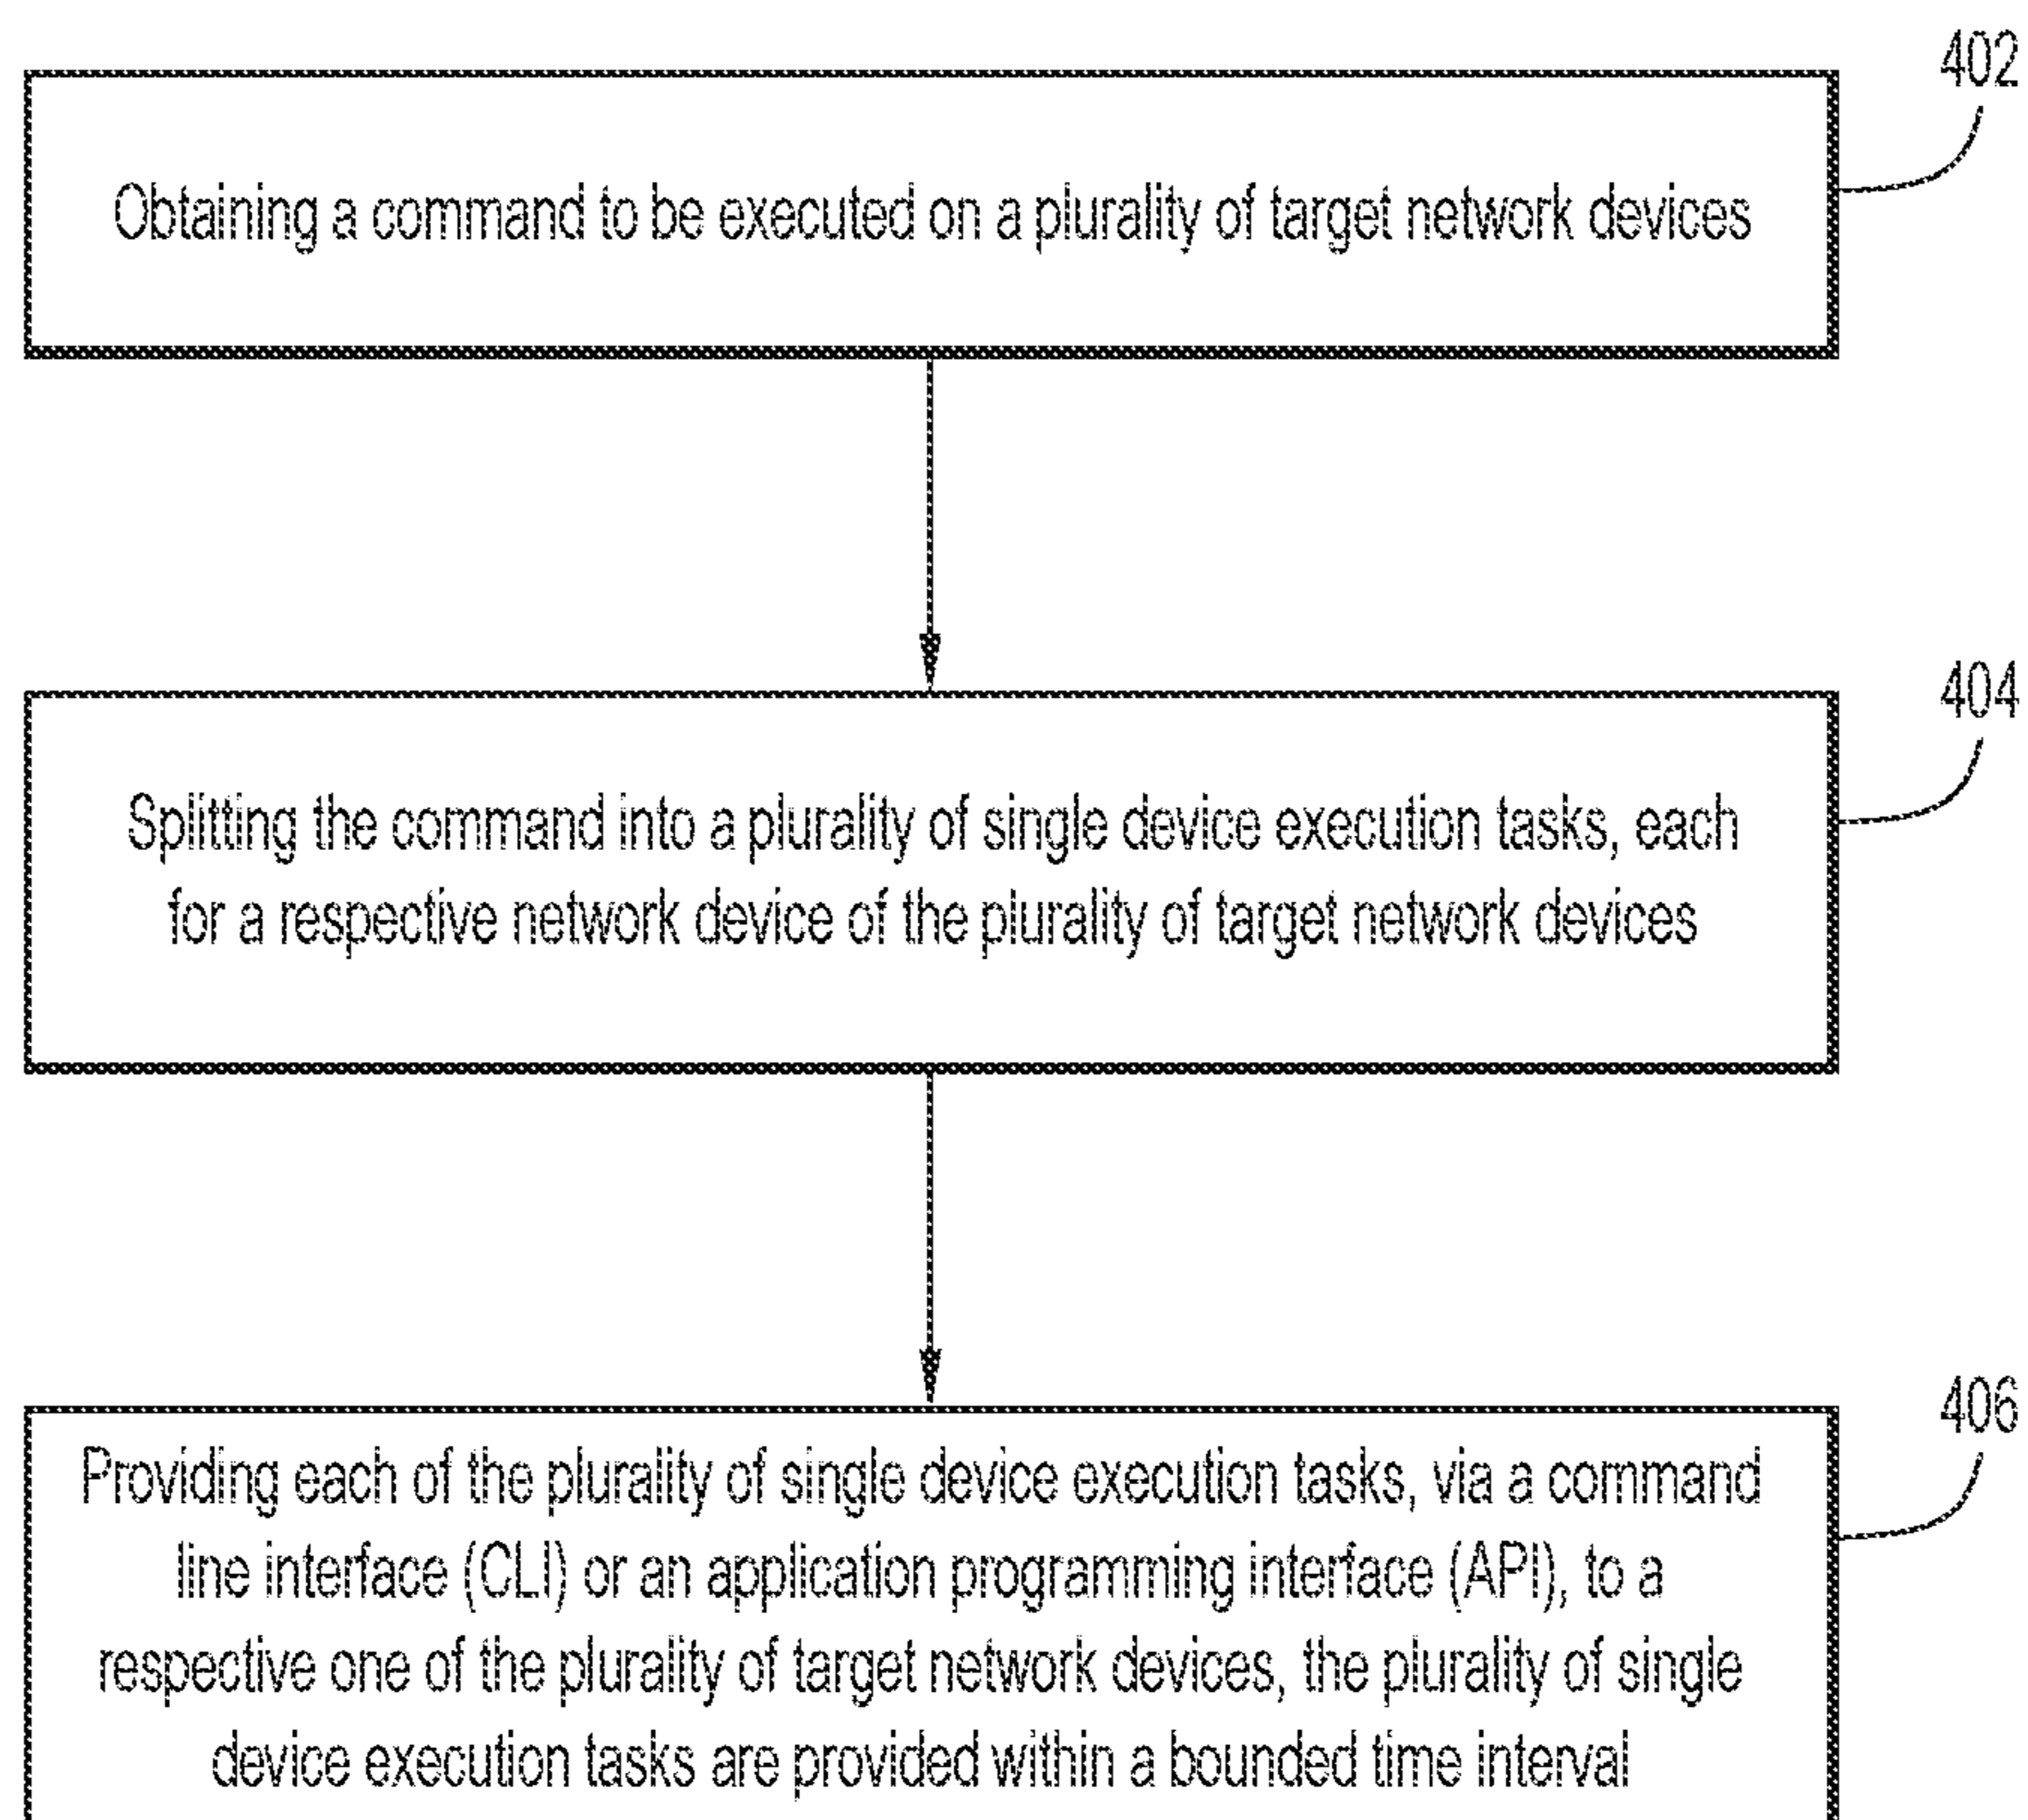 402
Obtaining a command to be executed on a plurality of target network devices
404
Splitting the command into a plurality of single device execution tasks, each
for a respective network device of the plurality of target network devices
406
Providing each of the plurality of single device execution tasks, via a command
line interface (CLI) or an application programming interface (API), to a
respective one of the plurality of target network devices, the plurality of single
device execution tasks are provided within a bounded time interval